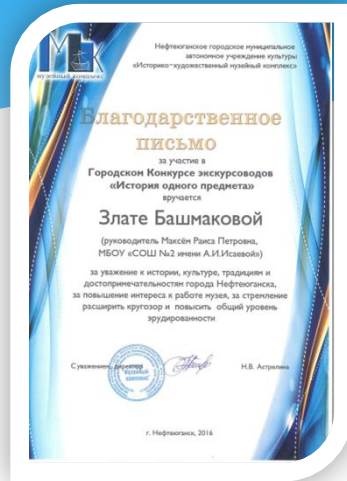 МК
музейный комплекс
Нефтеюганское городское муниципальное
автономное учреждение культуры
«Историко-художественный музейный комплекс»
Благодарственное
письмо
за участие в
Городском Конкурсе экскурсоводов
«История одного предмета»
вручается
Злате Башмаковой
(руководитель Максём Раиса Петровна,
МБОУ «СОШ №2 имени А.И.Исаевой»)
за уважение к истории, культуре, традициям и
достопримечательностям города Нефтеюганска,
за повышение интереса к работе музея, за стремление
расширить кругозор и повысить общий уровень
эрудированности
С уважением, директор Н.В. Астрелина
Музейный
комплекс
г. Нефтеюганск, 2016